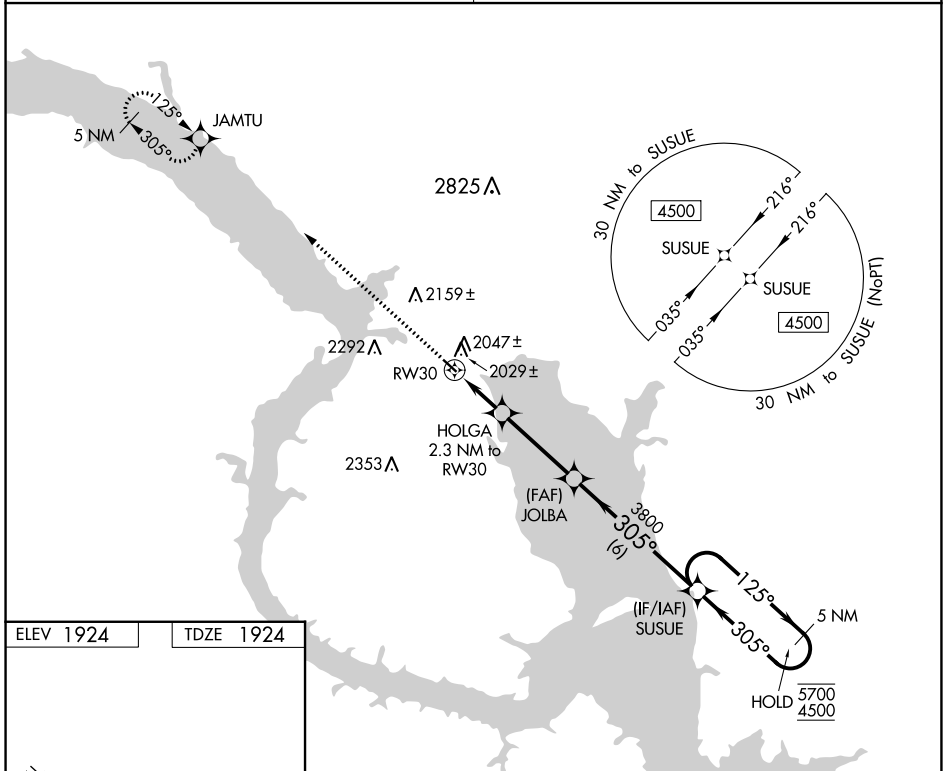 JAMTU
125°
305°
5 NM
2825
30 NM to SUSUE
4500
216°
SUSUE
035°
216°
SUSUE
4500
035°
30 NM to SUSUE (NoPT)
2159±
2292
2047±
2029±
RW30
HOLGA
2.3 NM to
RW30
2353
(FAF)
JOLBA
3800
305°
(6)
(IF/IAF)
SUSUE
125°
305°
5 NM
HOLD
5700
4500
ELEV 1924
TDZE 1924